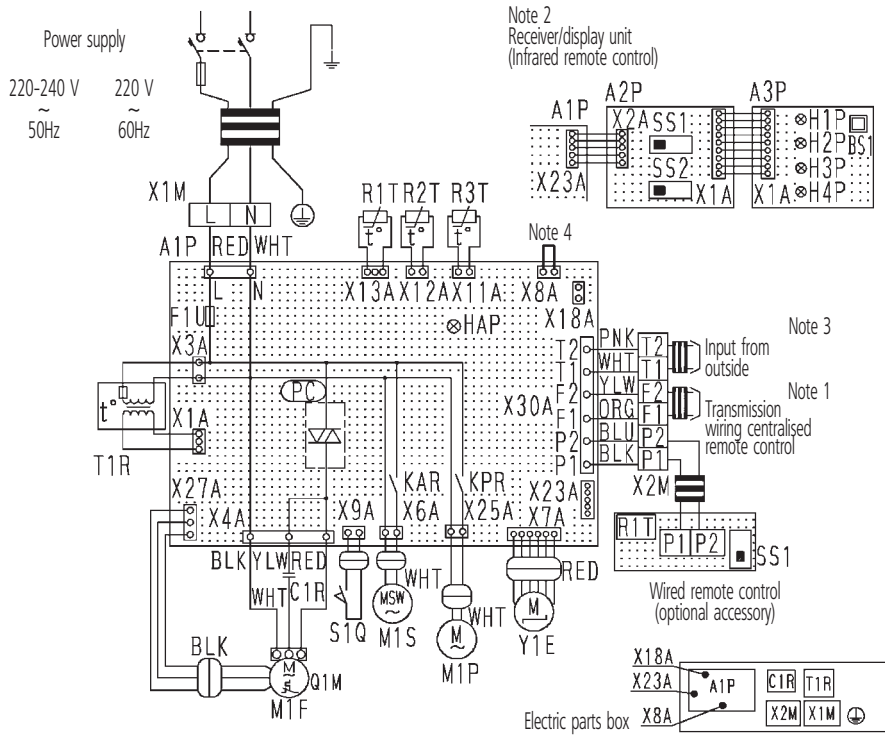 Power supply
220-240 V
~
50Hz
220 V
~
60Hz
Note 2
Receiver/display unit
(Infrared remote control)
A1P
X23A
A2P
X2A
SS1
SS2
X1A
A3P
H1P
H2P
H3P
H4P
BS1
X1A
X1M
L N
A1P RED WHT
R1T R2T R3T
t° t° t°
Note 4
L N
X13A X12A X11A X8A
X18A
F1U
HAP
X3A
PC
t°
X1A
T1R
T2
T1
F2
F1
P2
P1
X30A
PNK
WHT
YLW
ORG
BLU
BLK
T2
T1
F2
F1
P2
P1
Note 3
Input from
outside
Note 1
Transmission
wiring centralised
remote control
X2M
X27A
X4A
X9A
KAR
X6A
KPR
X25A
X23A
X7A
BLK YLW RED
WHT
C1R
S1Q
WHT
MSW
~
M1S
WHT
M
~
M1P
RED
M
Y1E
BLK
M
~
Q1M
M1F
R1T
P1 P2
SS1
Wired remote control
(optional accessory)
X18A
X23A
X8A
A1P
C1R T1R
X2M X1M
Electric parts box